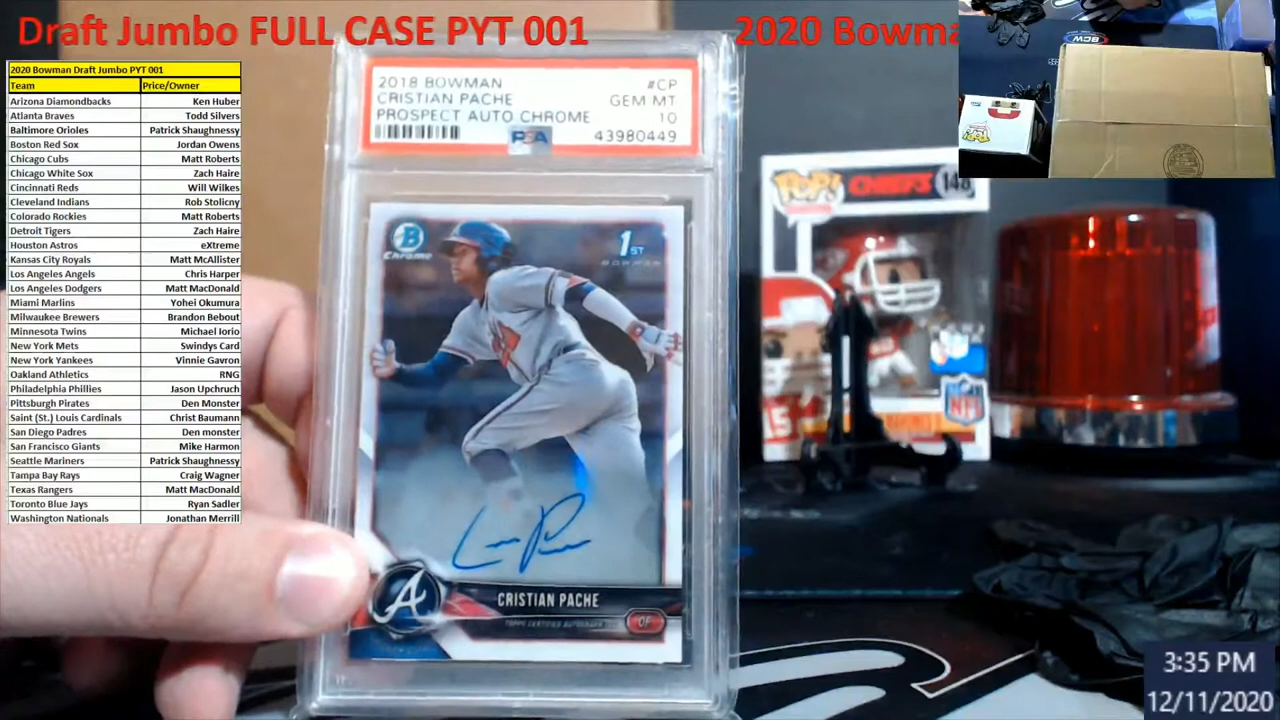 Draft Jumbo FULL CASE PYT 001
2020 Bowma
2020 Bowman Draft Jumbo PYT 001
Team Price/Owner
Arizona Diamondbacks Ken Huber
Atlanta Braves Todd Silvers
Baltimore Orioles Patrick Shaughnessy
Boston Red Sox Jordan Owens
Chicago Cubs Matt Roberts
Chicago White Sox Zach Haire
Cincinnati Reds Will Wilkes
Cleveland Indians Rob Stolicny
Colorado Rockies Matt Roberts
Detroit Tigers Zach Haire
Houston Astros eXtreme
Kansas City Royals Matt McAllister
Los Angeles Angels Chris Harper
Los Angeles Dodgers Matt MacDonald
Miami Marlins Yohei Okumura
Milwaukee Brewers Brandon Bebout
Minnesota Twins Michael Iorio
New York Mets Swindys Card
New York Yankees Vinnie Gavron
Oakland Athletics RNG
Philadelphia Phillies Jason Upchruch
Pittsburgh Pirates Den Monster
Saint (St.) Louis Cardinals Christ Baumann
San Diego Padres Den monster
San Francisco Giants Mike Harmon
Seattle Mariners Patrick Shaughnessy
Tampa Bay Rays Craig Wagner
Texas Rangers Matt MacDonald
Toronto Blue Jays Ryan Sadler
Washington Nationals Jonathan Merrill
2018 BOWMAN #CP
CRISTIAN PACHE GEM MT
PROSPECT AUTO CHROME 10
PSA 43980449
B
Chrome
1ST
BOWMAN
A
CRISTIAN PACHE
TOPPS CERTIFIED AUTOGRAPH
OF
POP! CHIEFS 148
NFL
15
BCW
3:35 PM
12/11/2020